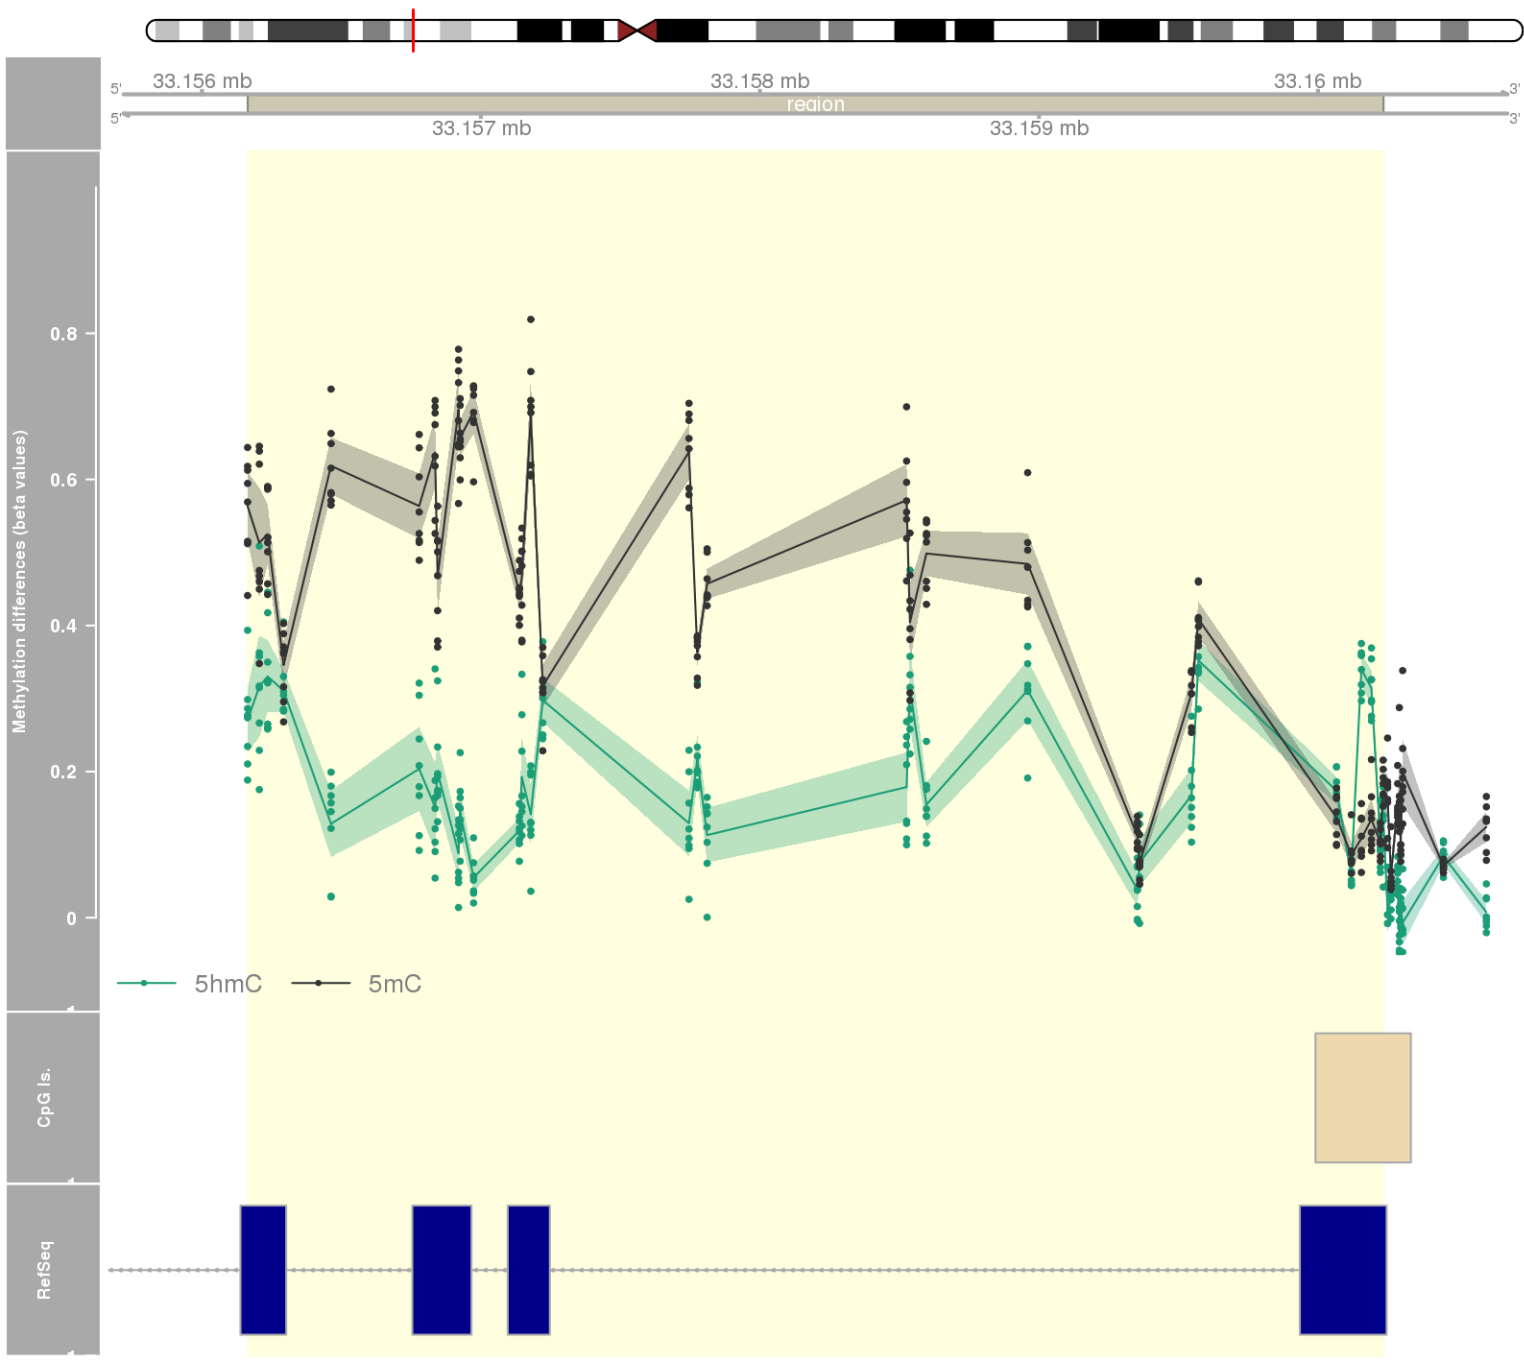 33.156 mb
33.158 mb
33.16 mb
5'
3'
region
5'
3'
33.157 mb
33.159 mb
Methylation differences (beta values)
0.8
0.6
0.4
0.2
0
5hmC
5mC
CpG Is.
RefSeq